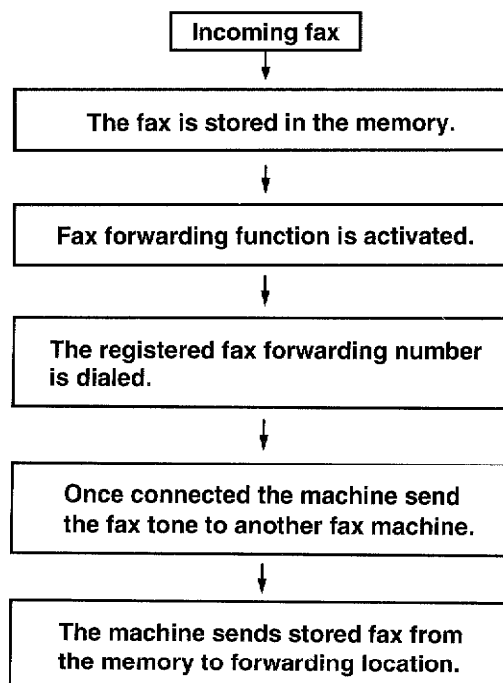 Incoming fax
The fax is stored in the memory.
Fax forwarding function is activated.
The registered fax forwarding number
is dialed.
Once connected the machine send
the fax tone to another fax machine.
The machine sends stored fax from
the memory to forwarding location.